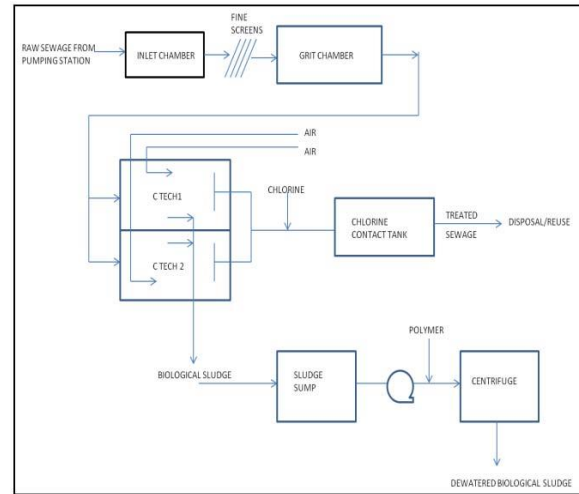 FINE
SCREENS
RAW SEWAGE FROM
PUMPING STATION
INLET CHAMBER
GRIT CHAMBER
AIR
AIR
C TECH1
CHLORINE
CHLORINE
CONTACT TANK
TREATED
SEWAGE
DISPOSAL/REUSE
C TECH 2
POLYMER
BIOLOGICAL SLUDGE
SLUDGE
SUMP
CENTRIFUGE
DEWATERED BIOLOGICAL SLUDGE